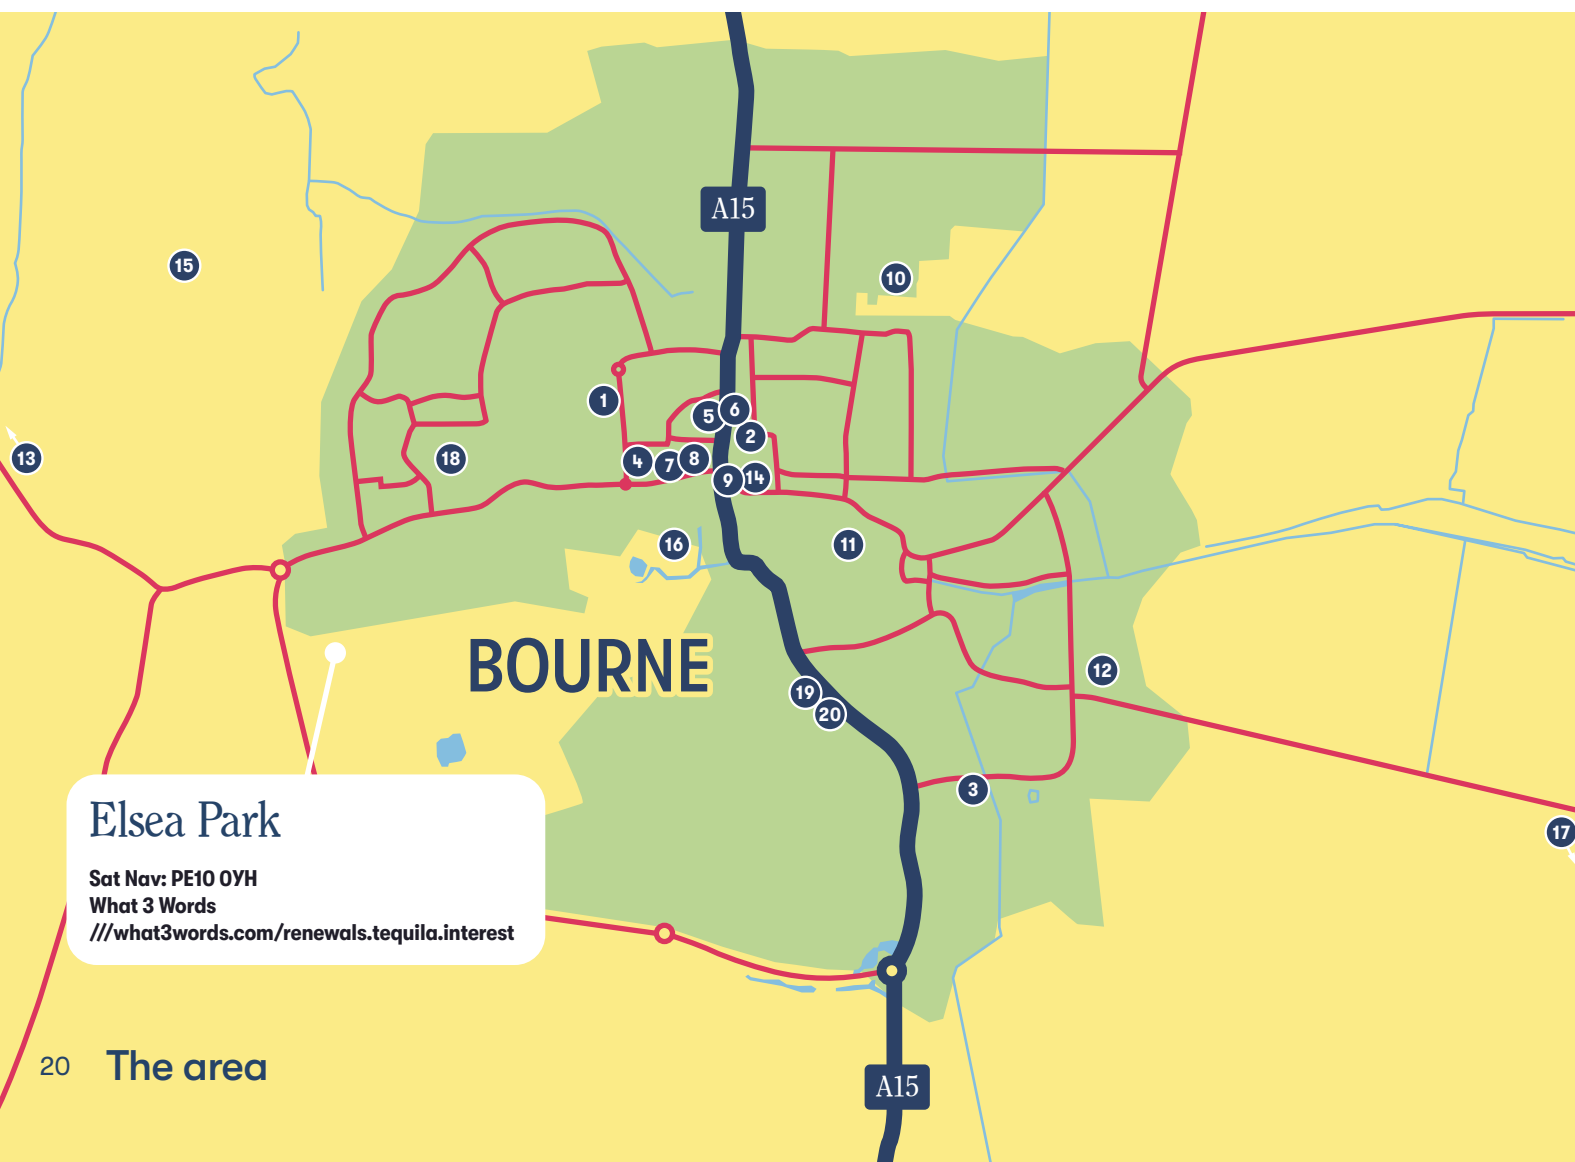 A15
15
10
1
5
6
2
13
18
4
7
8
9
14
16
11
BOURNE
12
19
20
3
17
Elsea Park
Sat Nav: PE10 0YH
What 3 Words
///what3words.com/renewals.tequila.interest
20 The area
A15